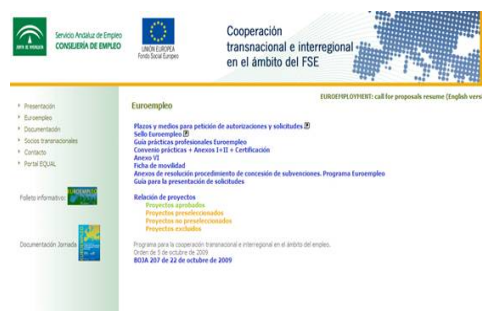 Servicio Andaluz de Empleo
CONSEJERÍA DE EMPLEO
JUNTA DE ANDALUCIA
UNIÓN EUROPEA
Fondo Social Europeo
Cooperación
transnacional e interregional
en el ámbito del FSE
EUROEMPLOYMENT: call for proposals resume (English vers
Presentación
Euroempleo
Documentación
Socios transnacionales
Contacto
Portal EQUAL
Folleto informativo:
EUROEMPLEO
Documentación Jornada
Euroempleo
Plazos y medios para petición de autorizaciones y solicitudes
Sello Euroempleo
Guía prácticas profesionales Euroempleo
Convenio prácticas + Anexos I+II + Certificación
Anexo VI
Ficha de movilidad
Anexos de resolución procedimiento de concesión de subvenciones. Programa Euroempleo
Guía para la presentación de solicitudes
Relación de proyectos
Proyectos aprobados
Proyectos preseleccionados
Proyectos no preseleccionados
Proyectos excluidos
Programa para la cooperación transnacional e interregional en el ámbito del empleo.
Orden de 5 de octubre de 2009
BOJA 207 de 22 de octubre de 2009